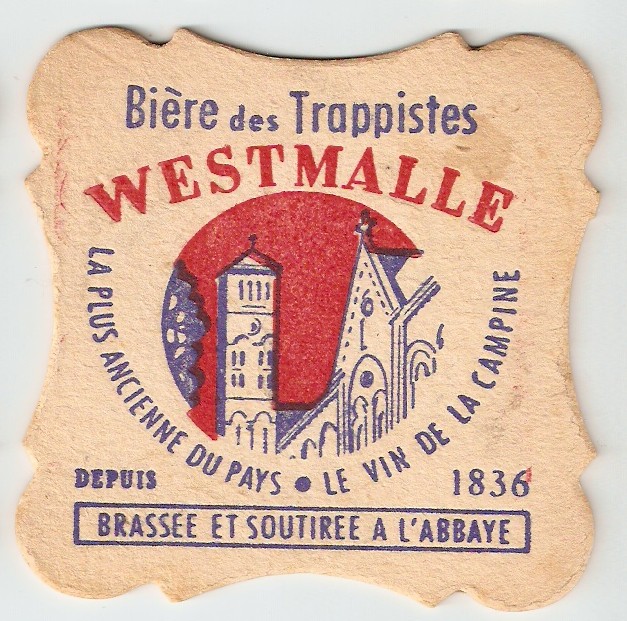 Bière des Trappistes
WESTMALLE
LA PLUS ANCIENNE DU PAYS • LE VIN DE LA CAMPINE
DEPUIS 1836
BRASSEE ET SOUTIREE A L'ABBAYE